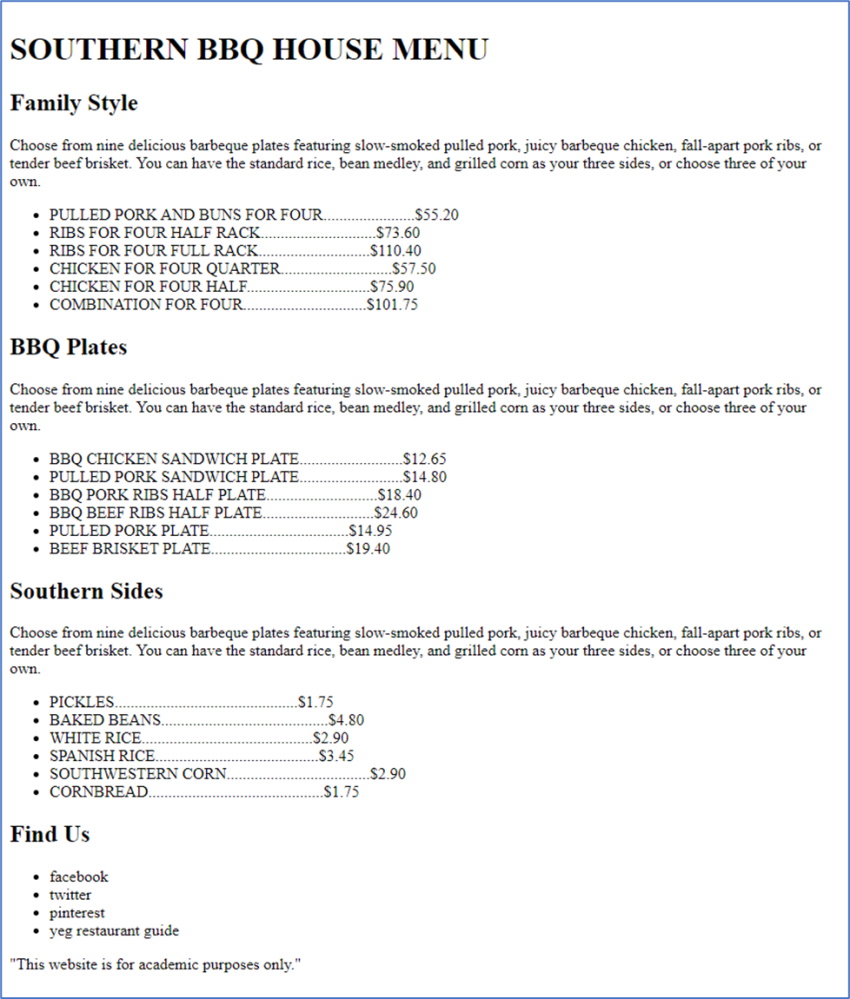 SOUTHERN BBQ HOUSE MENU
Family Style
Choose from nine delicious barbeque plates featuring slow-smoked pulled pork, juicy barbeque chicken, fall-apart pork ribs, or
tender beef brisket. You can have the standard rice, bean medley, and grilled corn as your three sides, or choose three of your
own.
• PULLED PORK AND BUNS FOR FOUR.......................$55.20
• RIBS FOR FOUR HALF RACK.............................$73.60
• RIBS FOR FOUR FULL RACK............................$110.40
• CHICKEN FOR FOUR QUARTER............................$57.50
• CHICKEN FOR FOUR HALF...............................$75.90
• COMBINATION FOR FOUR...............................$101.75
BBQ Plates
Choose from nine delicious barbeque plates featuring slow-smoked pulled pork, juicy barbeque chicken, fall-apart pork ribs, or
tender beef brisket. You can have the standard rice, bean medley, and grilled corn as your three sides, or choose three of your
own.
• BBQ CHICKEN SANDWICH PLATE..........................$12.65
• PULLED PORK SANDWICH PLATE..........................$14.80
• BBQ PORK RIBS HALF PLATE............................$18.40
• BBQ BEEF RIBS HALF PLATE............................$24.60
• PULLED PORK PLATE...................................$14.95
• BEEF BRISKET PLATE..................................$19.40
Southern Sides
Choose from nine delicious barbeque plates featuring slow-smoked pulled pork, juicy barbeque chicken, fall-apart pork ribs, or
tender beef brisket. You can have the standard rice, bean medley, and grilled corn as your three sides, or choose three of your
own.
• PICKLES..............................................$1.75
• BAKED BEANS..........................................$4.80
• WHITE RICE...........................................$2.90
• SPANISH RICE.........................................$3.45
• SOUTHWESTERN CORN....................................$2.90
• CORNBREAD............................................$1.75
Find Us
• facebook
• twitter
• pinterest
• yeg restaurant guide
"This website is for academic purposes only."